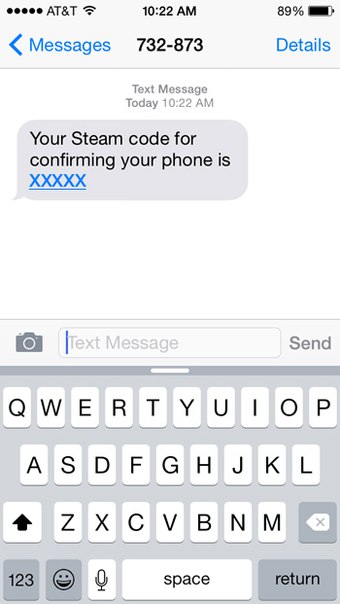 AT&T 10:22 AM 89%
Messages 732-873 Details
Text Message
Today 10:22 AM
Your Steam code for
confirming your phone is
XXXXX
Text Message Send
Q W E R T Y U I O P
A S D F G H J K L
Z X C V B N M
123 space return